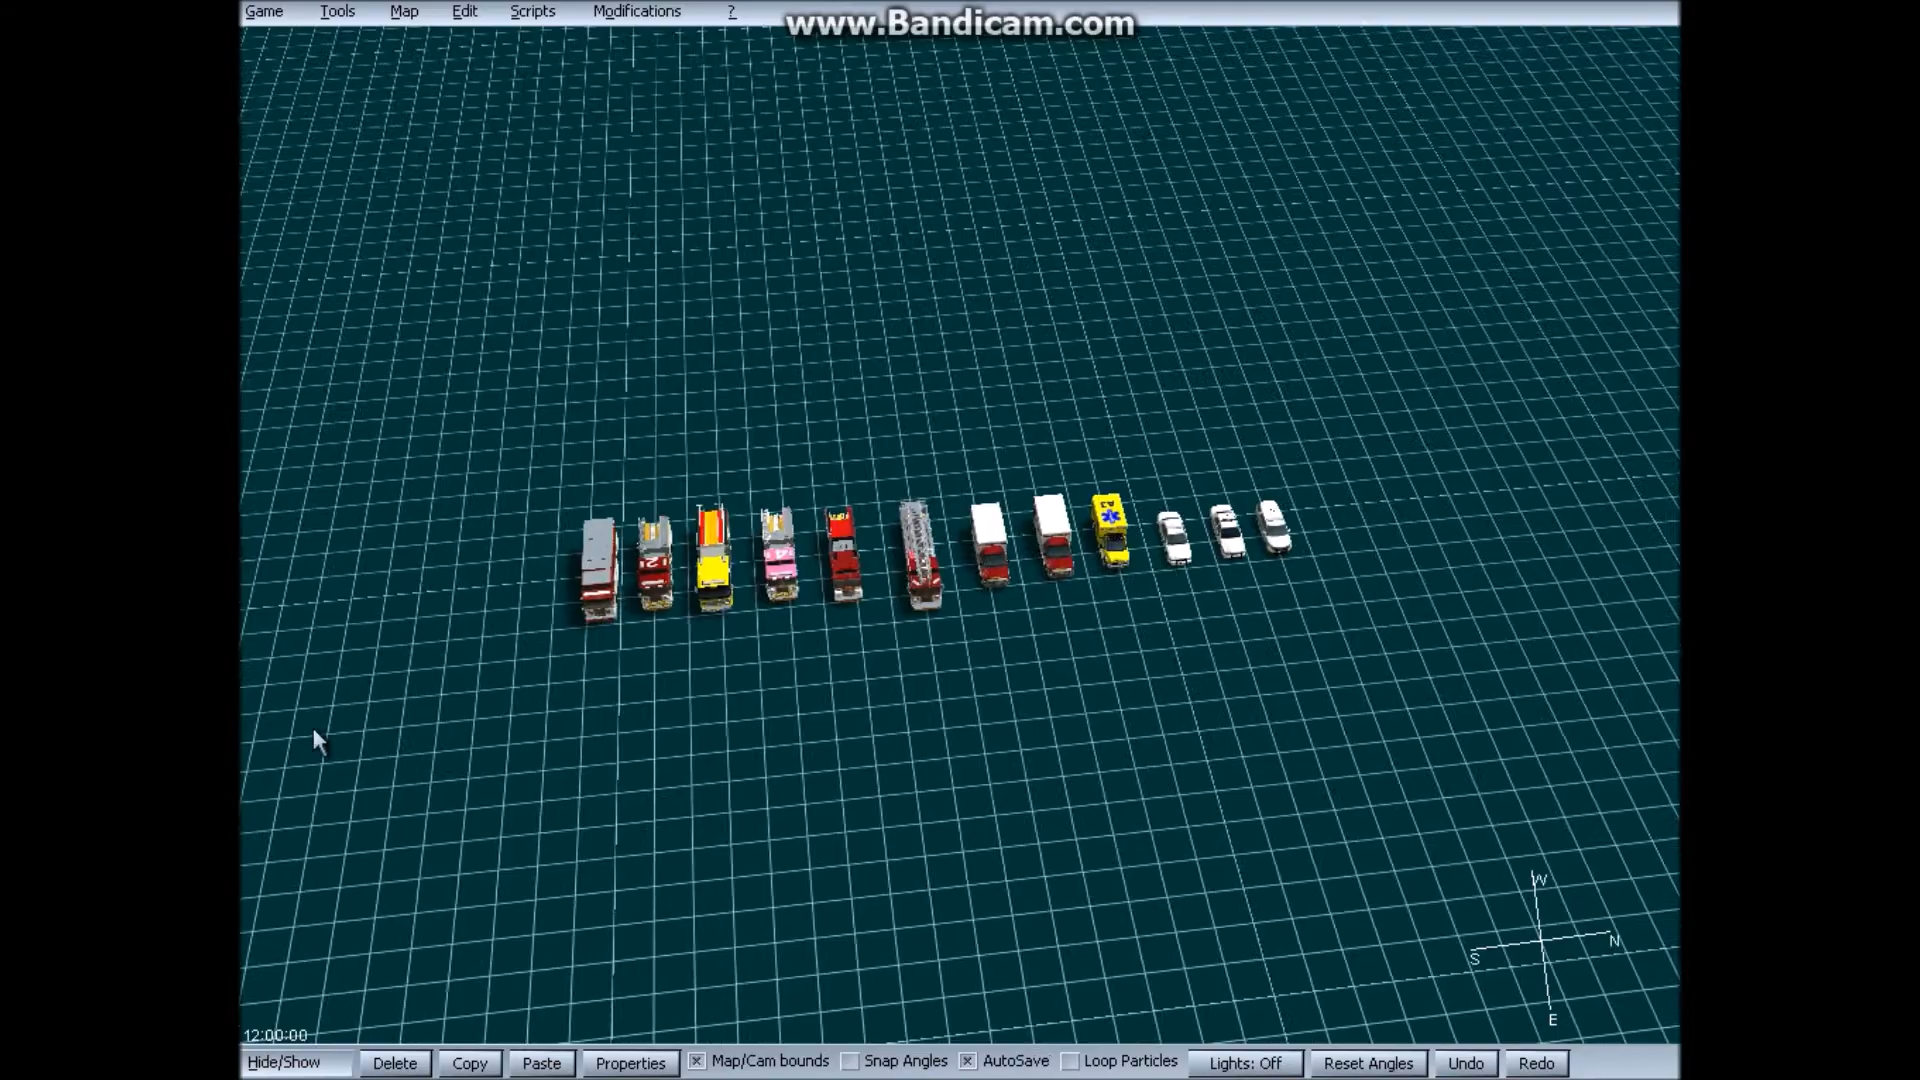 Game Tools Map Edit Scripts Modifications ?
www.Bandicam.com
W
N
S
E
12:00:00
Hide/Show Delete Copy Paste Properties Map/Cam bounds Snap Angles AutoSave Loop Particles Lights: Off Reset Angles Undo Redo